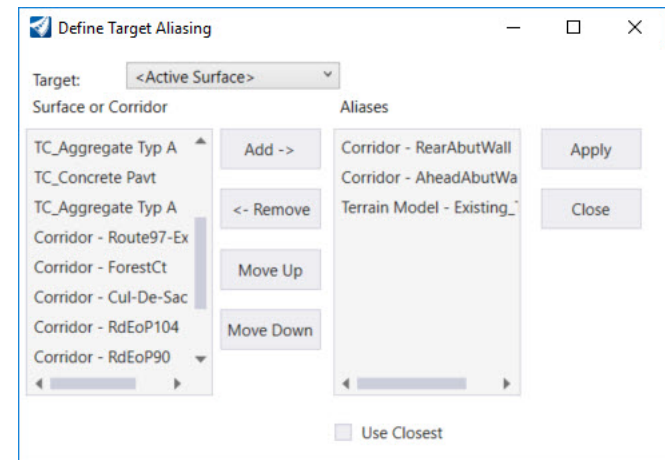 Define Target Aliasing
Target: <Active Surface>
Surface or Corridor
Aliases
TC_Aggregate Typ A
TC_Concrete Pavt
TC_Aggregate Typ A
Corridor - Route97-Ex
Corridor - ForestCt
Corridor - Cul-De-Sac
Corridor - RdEoP104
Corridor - RdEoP90
Add ->
<- Remove
Move Up
Move Down
Corridor - RearAbutWall
Corridor - AheadAbutWa
Terrain Model - Existing_
Apply
Close
Use Closest